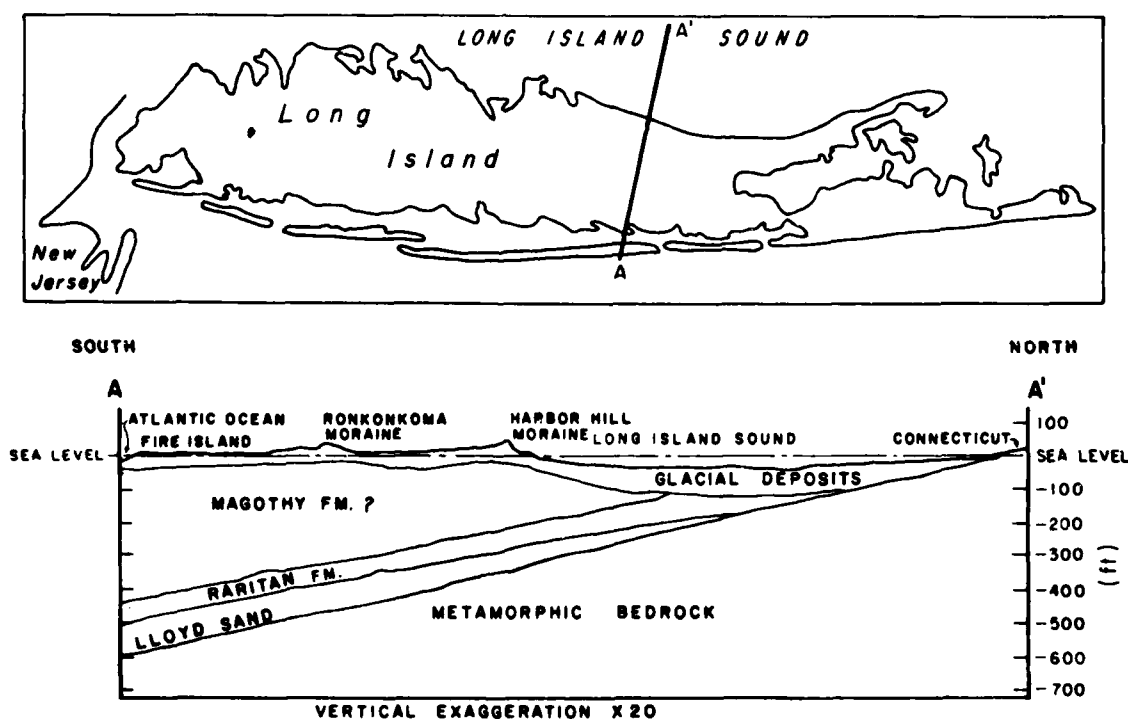 LONG ISLAND A' SOUND
Long
Island
New
Jersey
A
SOUTH
NORTH
A
A'
ATLANTIC OCEAN
FIRE ISLAND
RONKONKOMA
MORAINE
HARBOR HILL
MORAINE
LONG ISLAND SOUND
CONNECTICUT
100
SEA LEVEL
SEA LEVEL
GLACIAL DEPOSITS
-100
MAGOTHY FM. ?
-200
-300
(ft)
RARITAN FM.
-400
LLOYD SAND
METAMORPHIC BEDROCK
-500
-600
-700
VERTICAL EXAGGERATION X20